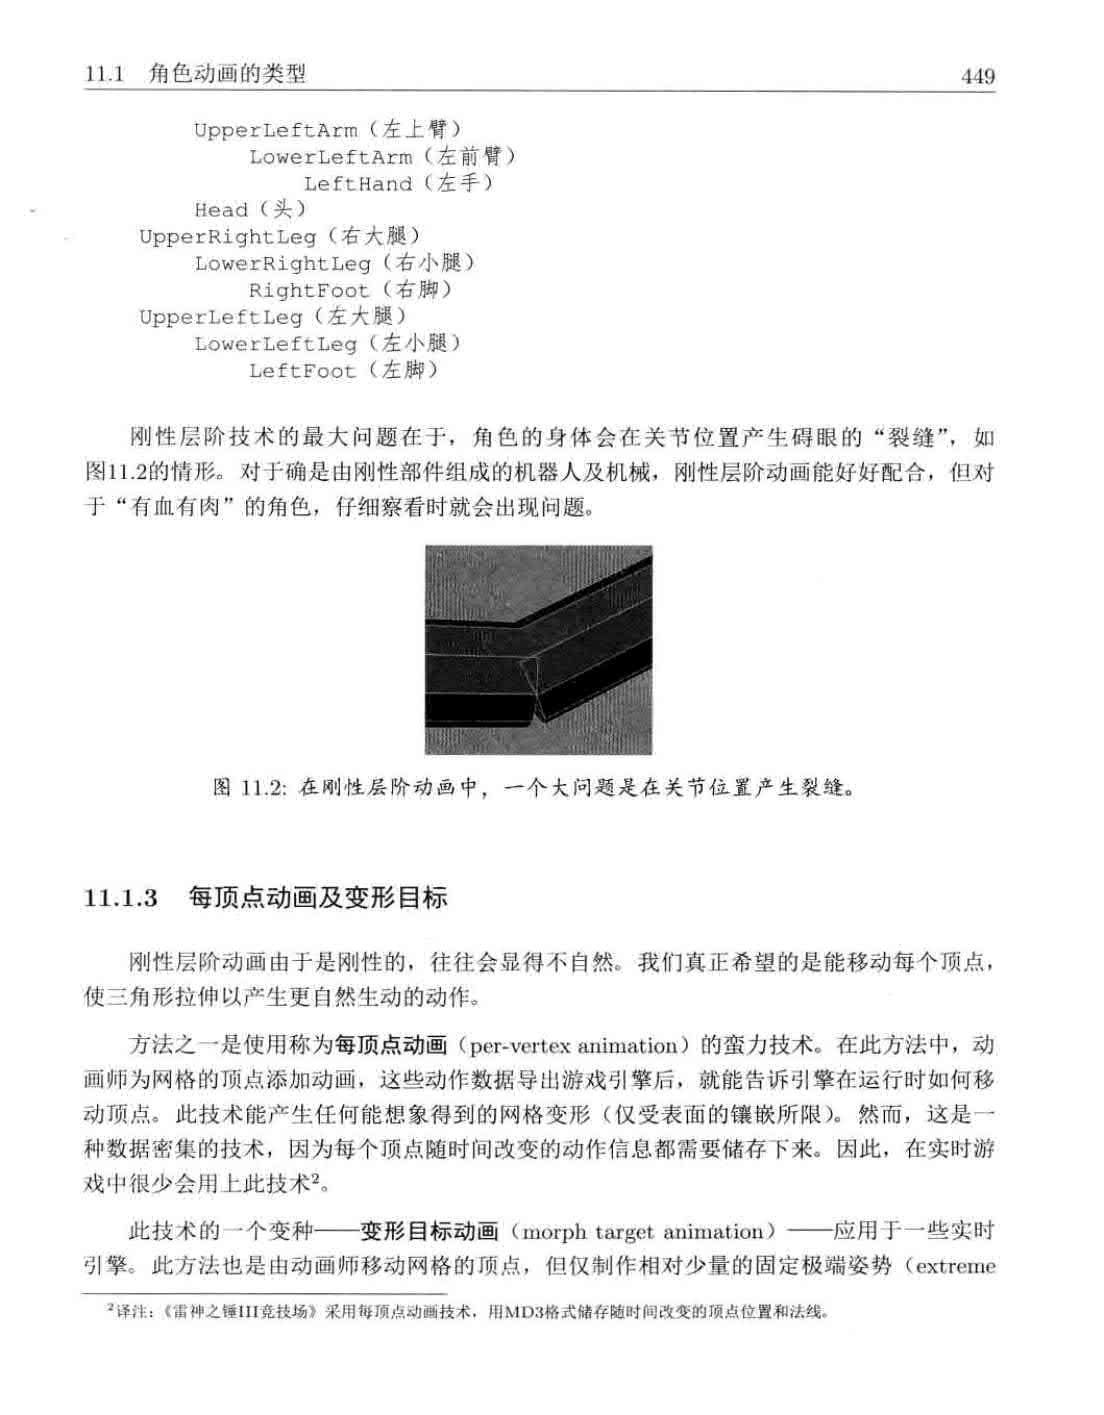 11.1 角色动画的类型 449
UpperLeftArm（左上臂）
LowerLeftArm（左前臂）
LeftHand（左手）
Head（头）
UpperRightLeg（右大腿）
LowerRightLeg（右小腿）
RightFoot（右脚）
UpperLeftLeg（左大腿）
LowerLeftLeg（左小腿）
LeftFoot（左脚）
刚性层阶技术的最大问题在于，角色的身体会在关节位置产生碍眼的“裂缝”，如
图11.2的情形。对于确是由刚性部件组成的机器人及机械，刚性层阶动画能好好配合，但对
于“有血有肉”的角色，仔细察看时就会出现问题。
图 11.2: 在刚性层阶动画中，一个大问题是在关节位置产生裂缝。
11.1.3 每顶点动画及变形目标
刚性层阶动画由于是刚性的，往往会显得不自然。我们真正希望的是能移动每个顶点，
使三角形拉伸以产生更自然生动的动作。
方法之一是使用称为每顶点动画（per-vertex animation）的蛮力技术。在此方法中，动
画师为网格的顶点添加动画，这些动作数据导出游戏引擎后，就能告诉引擎在运行时如何移
动顶点。此技术能产生任何能想象得到的网格变形（仅受表面的镶嵌所限）。然而，这是一
种数据密集的技术，因为每个顶点随时间改变的动作信息都需要储存下来。因此，在实时游
戏中很少会用上此技术²。
此技术的一个变种——变形目标动画（morph target animation）——应用于一些实时
引擎。此方法也是由动画师移动网格的顶点，但仅制作相对少量的固定极端姿势（extreme
²译注：《雷神之锤III竞技场》采用每顶点动画技术，用MD3格式储存随时间改变的顶点位置和法线。